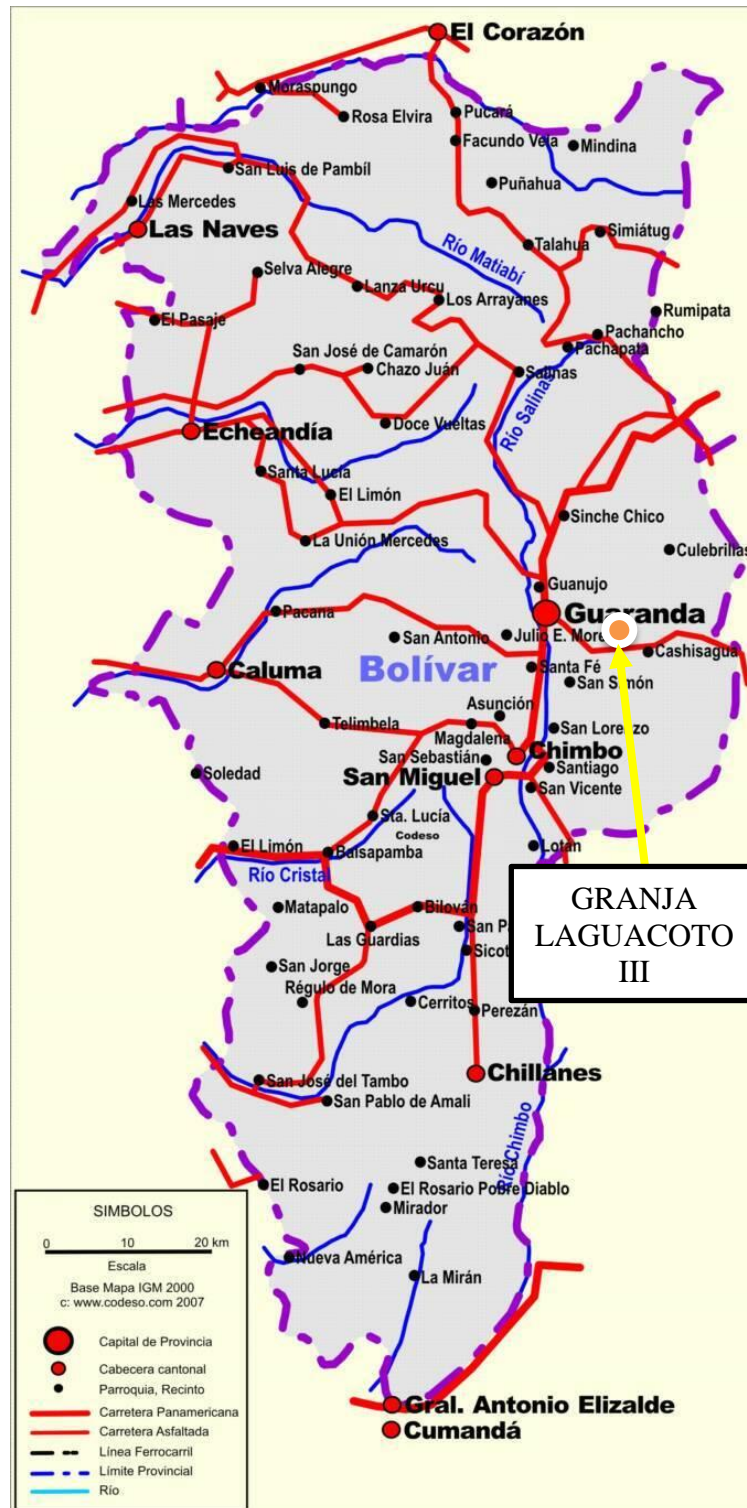 El Corazón
Moraspungo
Rosa Elvira
Pucará
Facundo Vela
Mindina
San Luis de Pambíl
Puñahua
Las Mercedes
Las Naves
Río Matiabí
Talahua
Simiátug
Selva Alegre
Lanza Urcu
Los Arrayanes
Rumipata
El Pasaje
Pachancho
Pachapata
San José de Camarón
Chazo Juán
Salinas
Río Salinas
Echeandía
Doce Vueltas
Santa Lucía
El Limón
Sinche Chico
La Unión Mercedes
Culebrillas
Guanujo
Guaranda
Pacana
San Antonio
Julio E. More
Cashisagua
Caluma
Bolívar
Santa Fé
San Simón
Asunción
Telimbela
Magdalena
San Lorenzo
Chimbo
San Sebastián
Soledad
San Miguel
Santiago
San Vicente
Sta. Lucía
Codeso
El Limón
Balsapamba
Lotán
Río Cristal
GRANJA
LAGUACOTO
III
Matapalo
Bilován
Las Guardias
San Pa
Sicot
San Jorge
Régulo de Mora
Cerritos
Perezán
Chillanes
San José del Tambo
San Pablo de Amali
Río Chimbo
Santa Teresa
El Rosario
El Rosario Pobre Diablo
Mirador
Nueva América
La Mirán
Gral. Antonio Elizalde
Cumandá
SIMBOLOS
0 10 20 km
Escala
Base Mapa IGM 2000
c: www.codeso.com 2007
Capital de Provincia
Cabecera cantonal
Parroquia, Recinto
Carretera Panamericana
Carretera Asfaltada
Línea Ferrocarril
Límite Provincial
Río